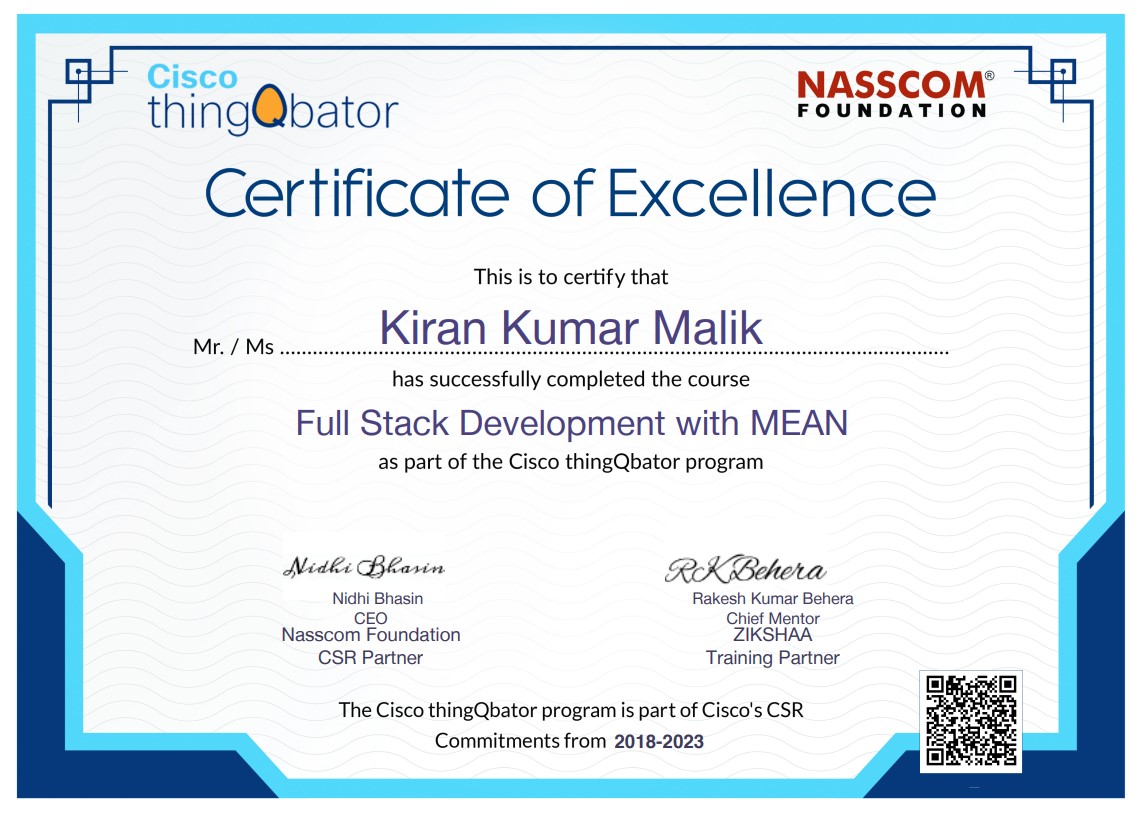 Cisco
thingQbator
NASSCOM®
FOUNDATION
Certificate of Excellence
This is to certify that
Mr. / Ms ........ Kiran Kumar Malik ........
has successfully completed the course
Full Stack Development with MEAN
as part of the Cisco thingQbator program
Nidhi Bhasin
Nidhi Bhasin
CEO
Nasscom Foundation
CSR Partner
RKBehera
Rakesh Kumar Behera
Chief Mentor
ZIKSHAA
Training Partner
The Cisco thingQbator program is part of Cisco's CSR
Commitments from 2018-2023